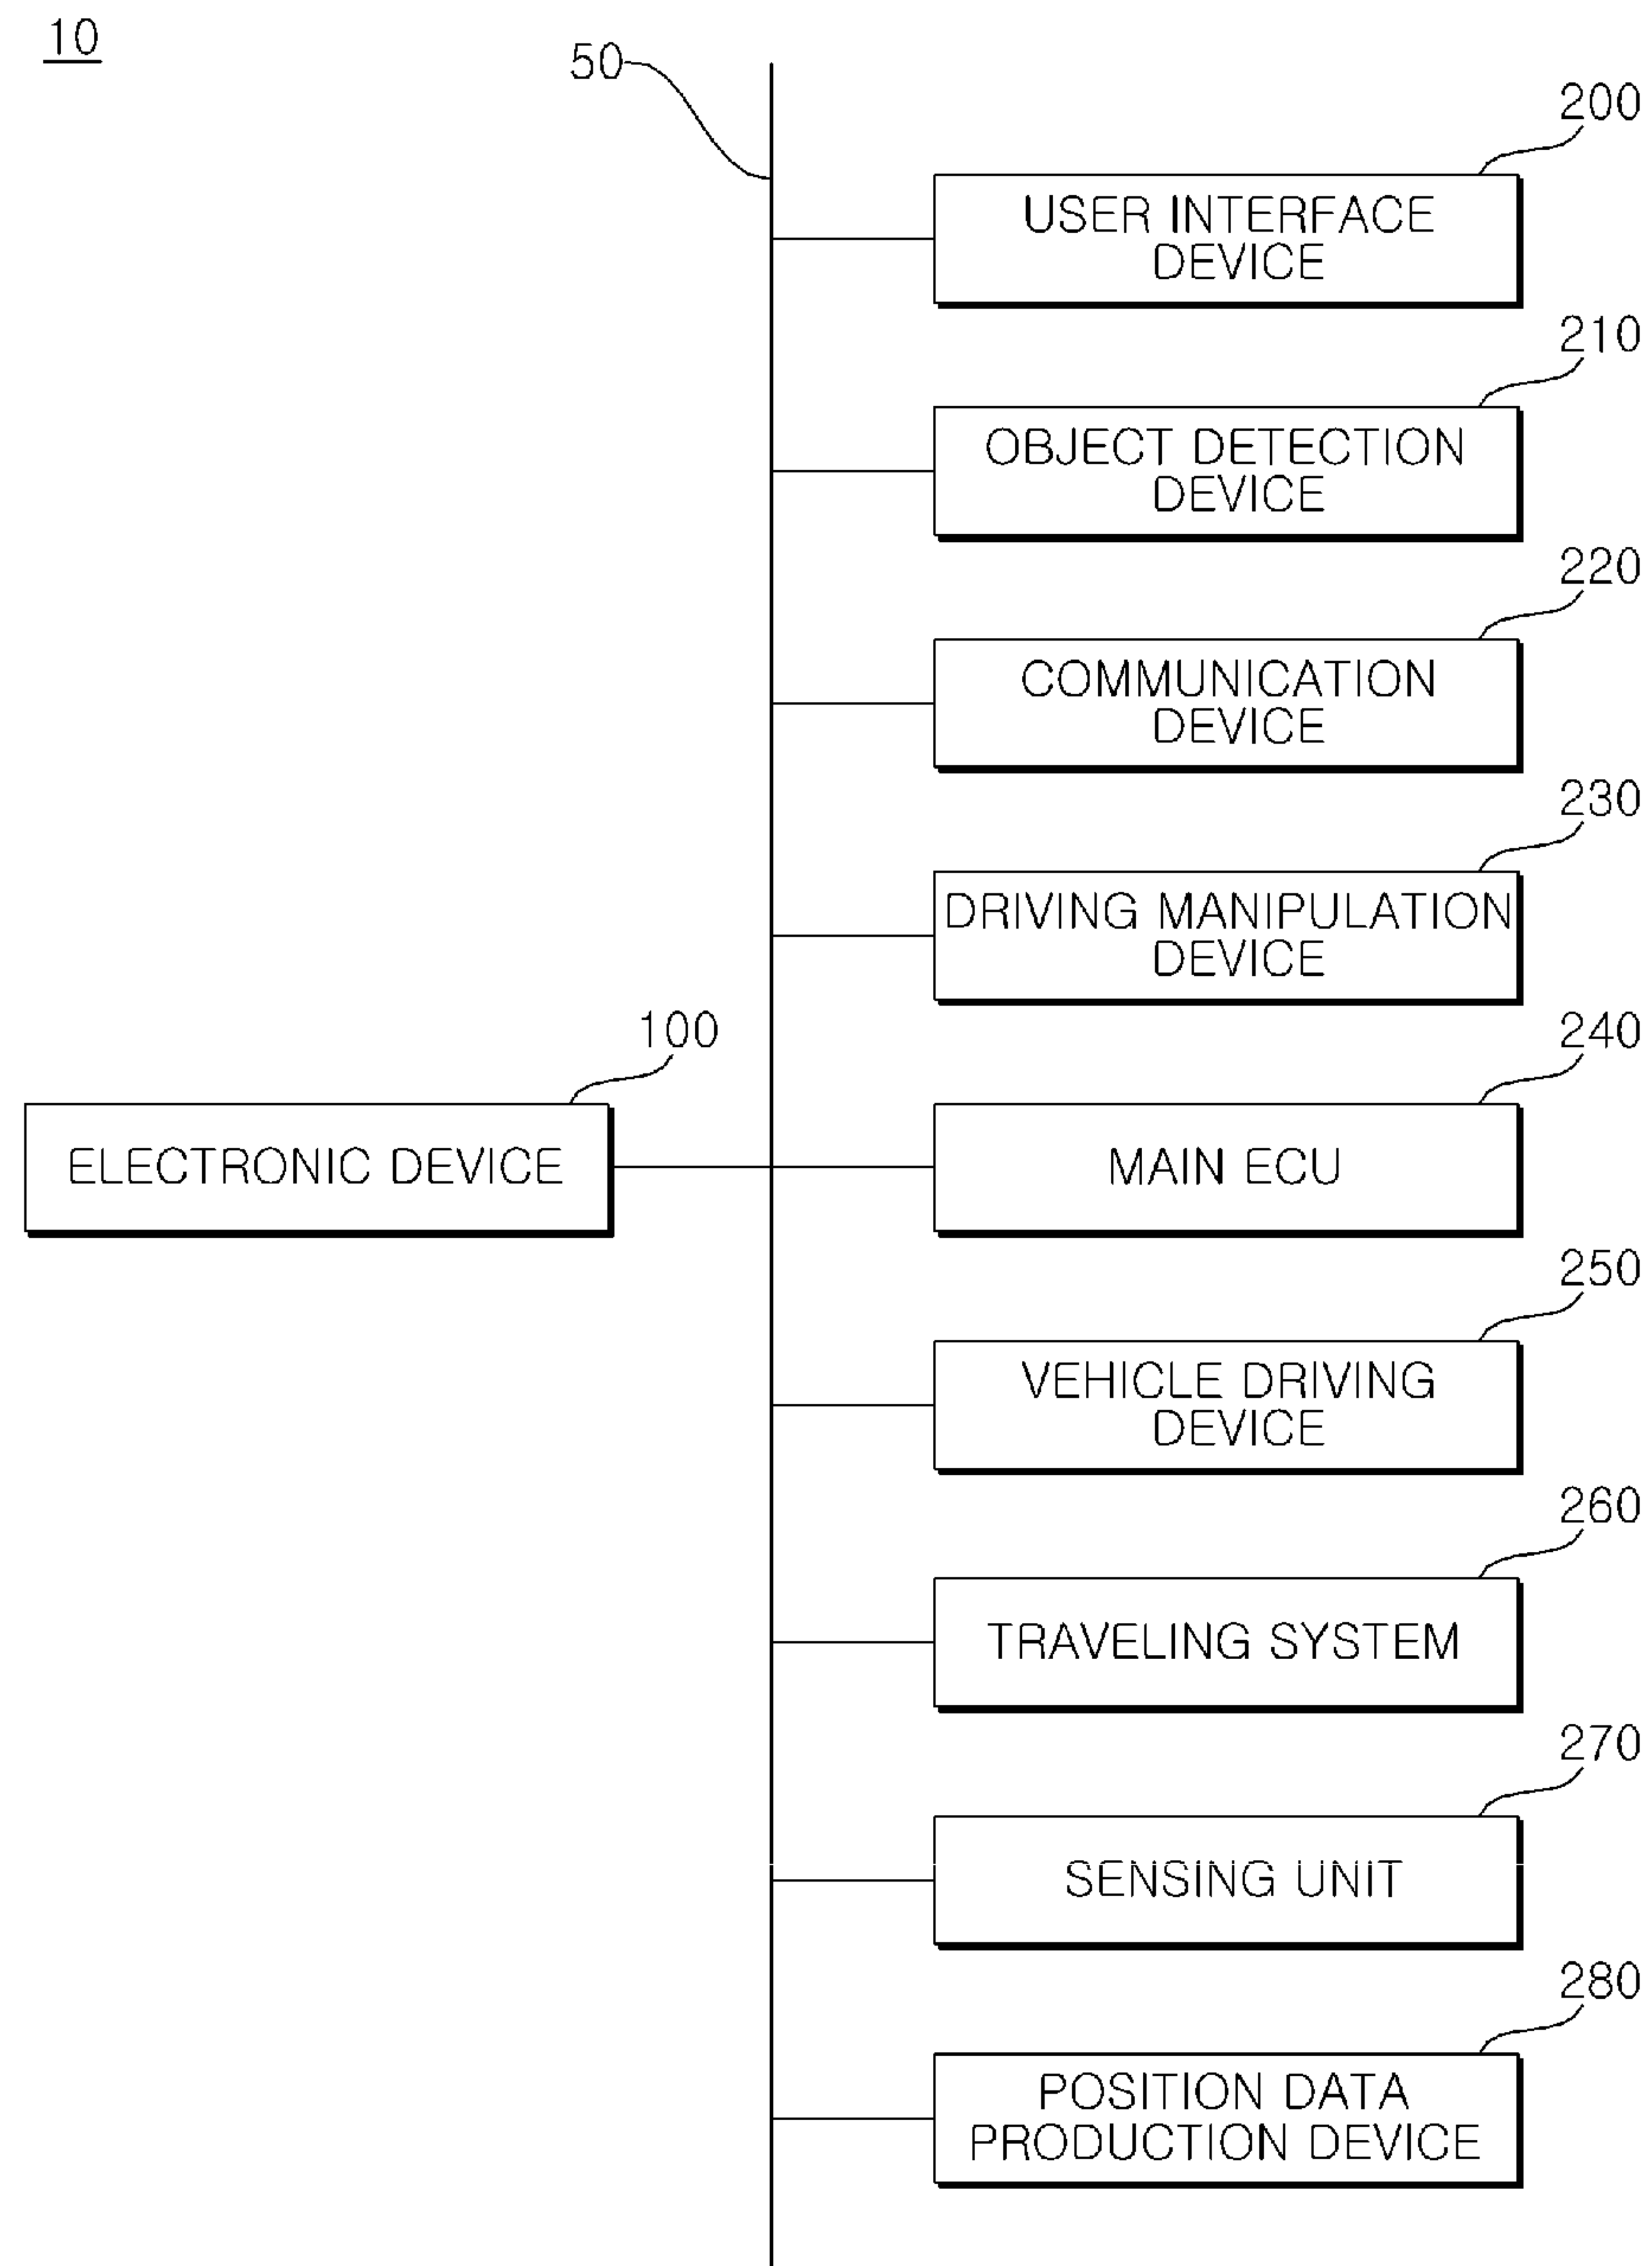 10
50
200
USER INTERFACE
DEVICE
210
OBJECT DETECTION
DEVICE
220
COMMUNICATION
DEVICE
230
DRIVING MANIPULATION
DEVICE
100
240
ELECTRONIC DEVICE
MAIN ECU
250
VEHICLE DRIVING
DEVICE
260
TRAVELING SYSTEM
270
SENSING UNIT
280
POSITION DATA
PRODUCTION DEVICE